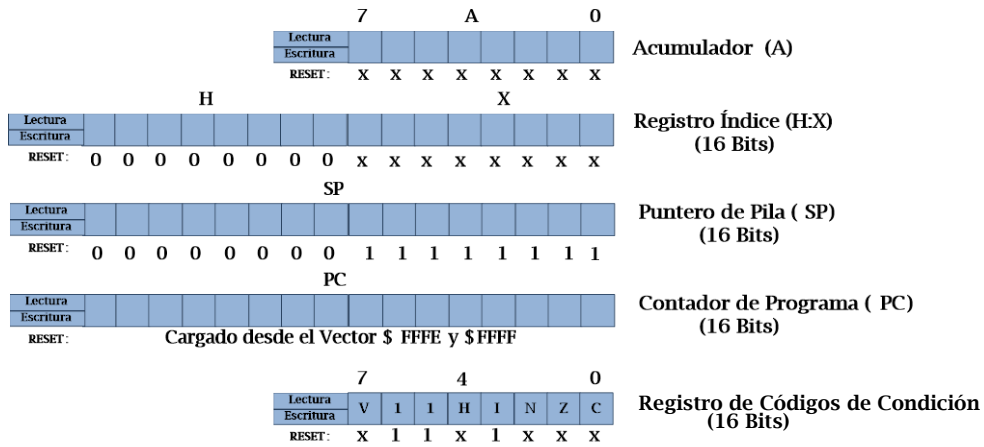 7 A 0
Lectura
Escritura
Acumulador (A)
RESET: x x x x x x x x
H X
Lectura
Escritura
Registro Índice (H:X)
(16 Bits)
RESET: 0 0 0 0 0 0 0 0 x x x x x x x x
SP
Lectura
Escritura
Puntero de Pila ( SP)
(16 Bits)
RESET: 0 0 0 0 0 0 0 0 1 1 1 1 1 1 1 1
PC
Lectura
Escritura
Contador de Programa ( PC)
(16 Bits)
RESET: Cargado desde el Vector $ FFFE y $FFFF
7 4 0
Lectura
Escritura
V 1 1 H I N Z C
Registro de Códigos de Condición
(16 Bits)
RESET: x 1 1 x 1 x x x